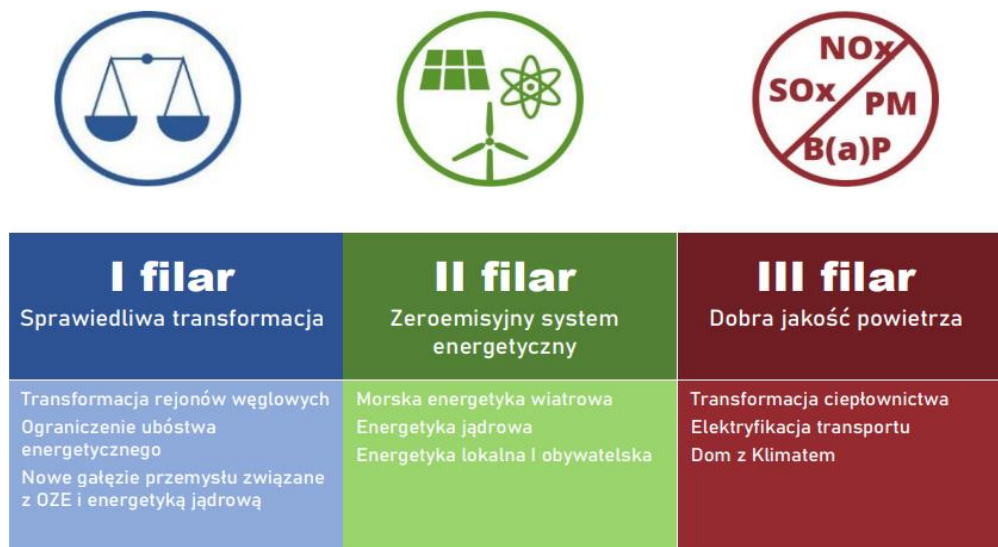 NOx
SOx
PM
B(a)P
I filar
Sprawiedliwa transformacja
Transformacja rejonów węglowych
Ograniczenie ubóstwa
energetycznego
Nowe gałęzie przemysłu związane
z OZE i energetyką jądrową
II filar
Zeroemisyjny system
energetyczny
Morska energetyka wiatrowa
Energetyka jądrowa
Energetyka lokalna I obywatelska
III filar
Dobra jakość powietrza
Transformacja ciepłownictwa
Elektryfikacja transportu
Dom z Klimatem